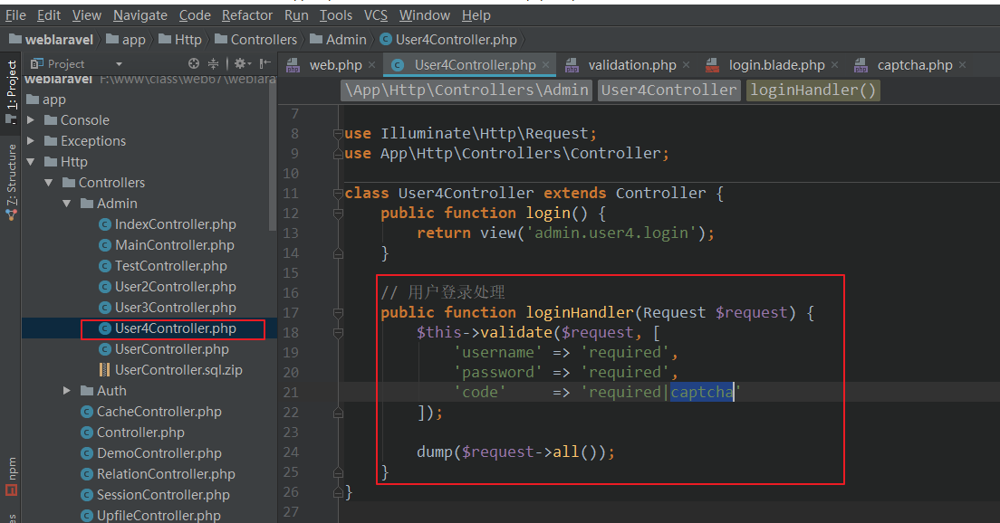 File Edit View Navigate Code Refactor Run Tools VCS Window Help
weblaravel app Http Controllers Admin User4Controller.php
1: Project
7: Structure
npm
Project
weblaravel F:\www\class\web67\weblara
app
Console
Exceptions
Http
Controllers
Admin
IndexController.php
MainController.php
TestController.php
User2Controller.php
User3Controller.php
User4Controller.php
UserController.php
UserController.sql.zip
Auth
CacheController.php
Controller.php
DemoController.php
RelationController.php
SessionController.php
UpfileController.php
web.php User4Controller.php validation.php login.blade.php captcha.php
\App\Http\Controllers\Admin User4Controller loginHandler()
7
8 use Illuminate\Http\Request;
9 use App\Http\Controllers\Controller;
10
11 class User4Controller extends Controller {
12     public function login() {
13         return view('admin.user4.login');
14     }
15
16     // 用户登录处理
17     public function loginHandler(Request $request) {
18         $this->validate($request, [
19             'username' => 'required',
20             'password' => 'required',
21             'code'     => 'required|captcha'
22         ]);
23
24         dump($request->all());
25     }
26 }
27